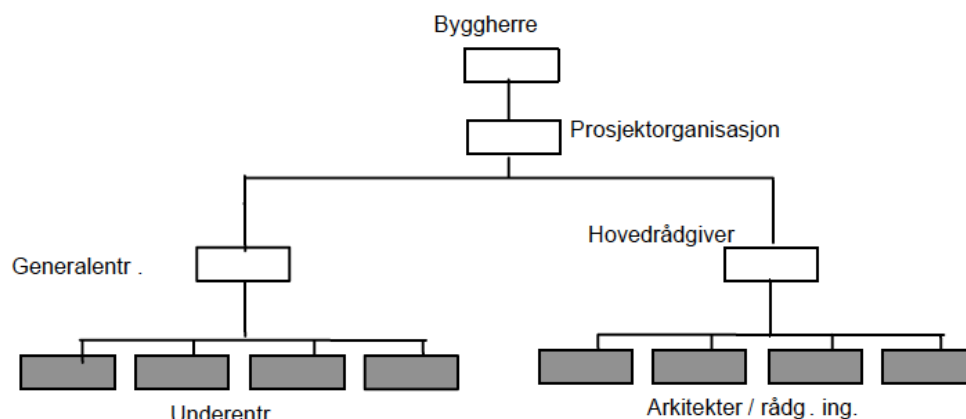 Byggherre
Prosjektorganisasjon
Hovedrådgiver
Generalentr .
Underentr
Arkitekter / rådg . ing.